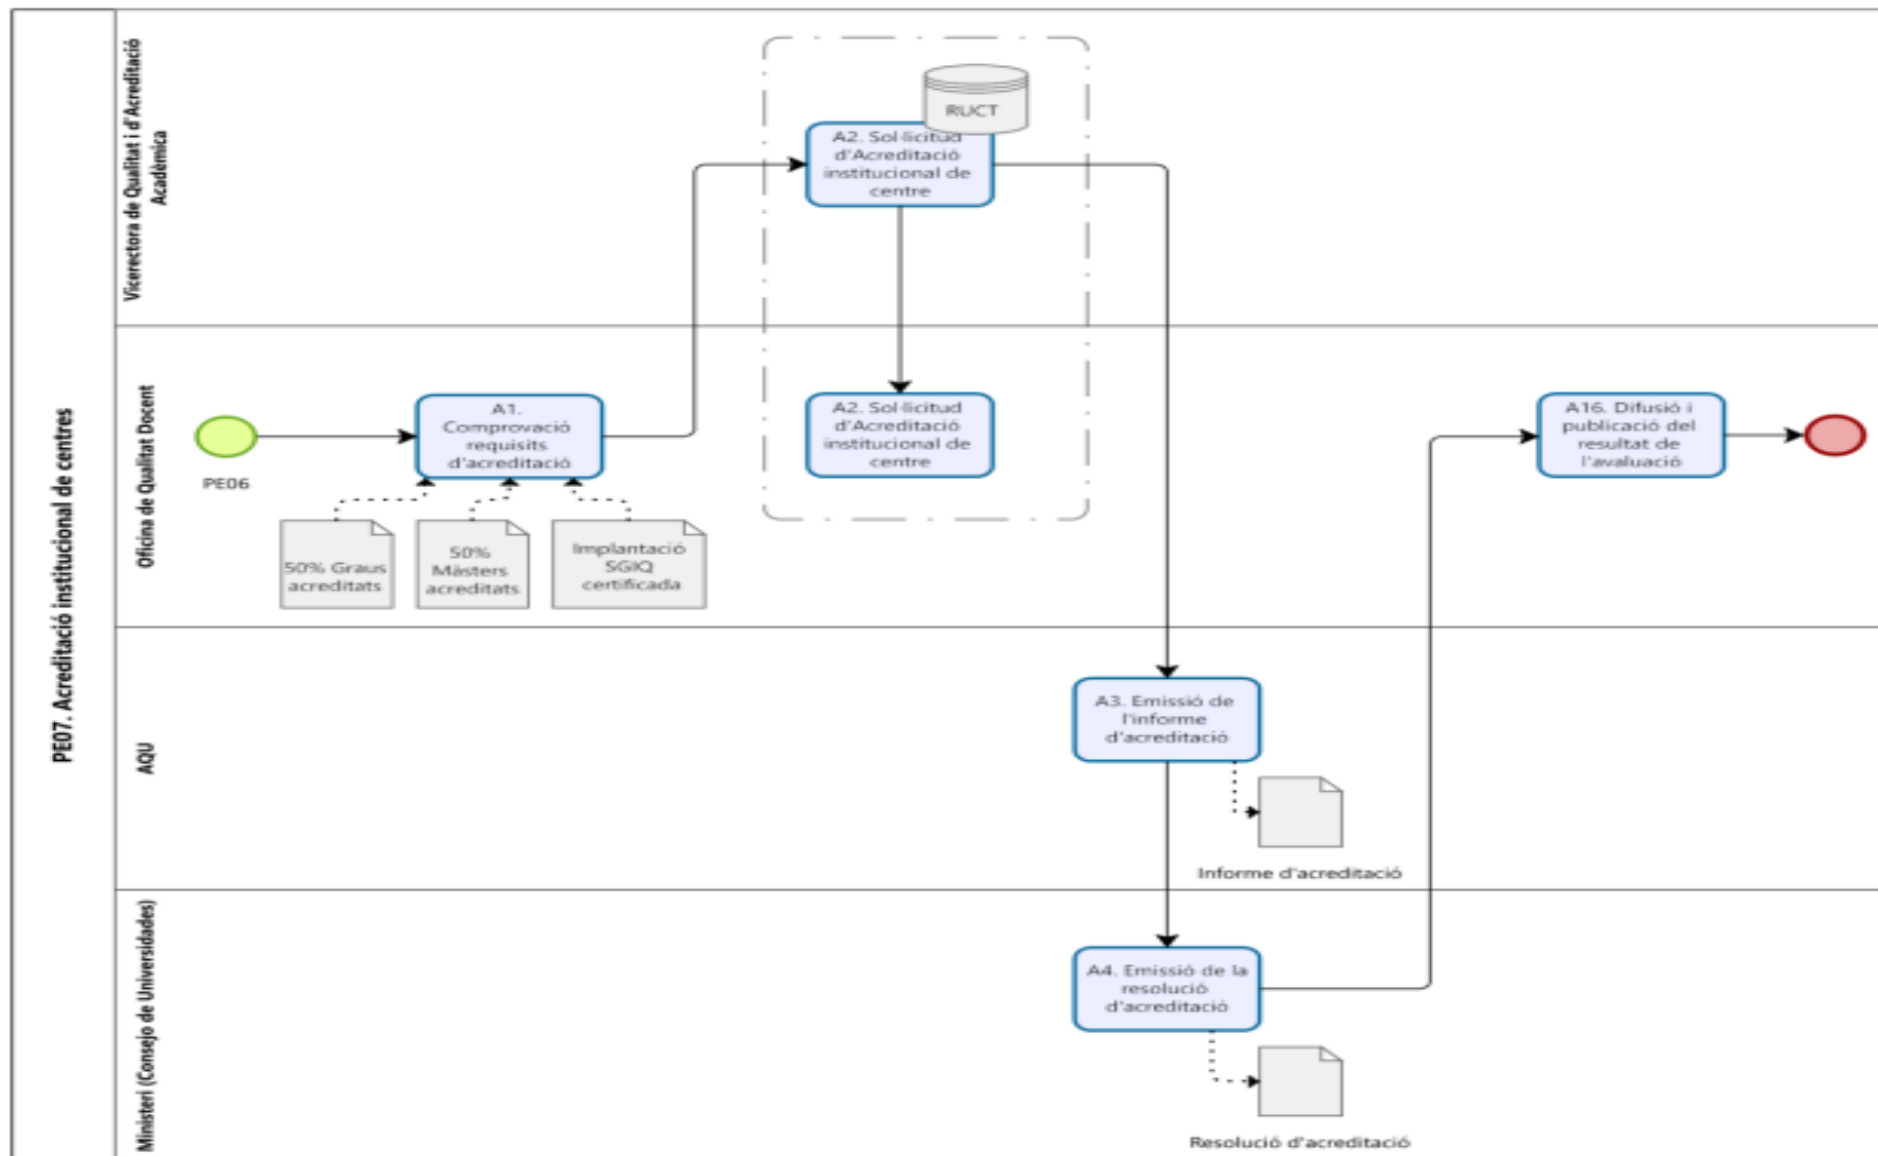 PE07. Acreditació institucional de centres
Vicerectora de Qualitat i d'Acreditació
Acadèmica
RUCT
A2. Sol·licitud
d'Acreditació
institucional de
centre
Oficina de Qualitat Docent
PE06
A1.
Comprovació
requisits
d'acreditació
50% Graus
acreditats
50%
Màsters
acreditats
Implantació
SGIQ
certificada
A2. Sol·licitud
d'Acreditació
institucional de
centre
A16. Difusió i
publicació del
resultat de
l'avaluació
AQU
A3. Emissió de
l'informe
d'acreditació
Informe d'acreditació
Ministeri (Consejo de Universidades)
A4. Emissió de la
resolució
d'acreditació
Resolució d'acreditació